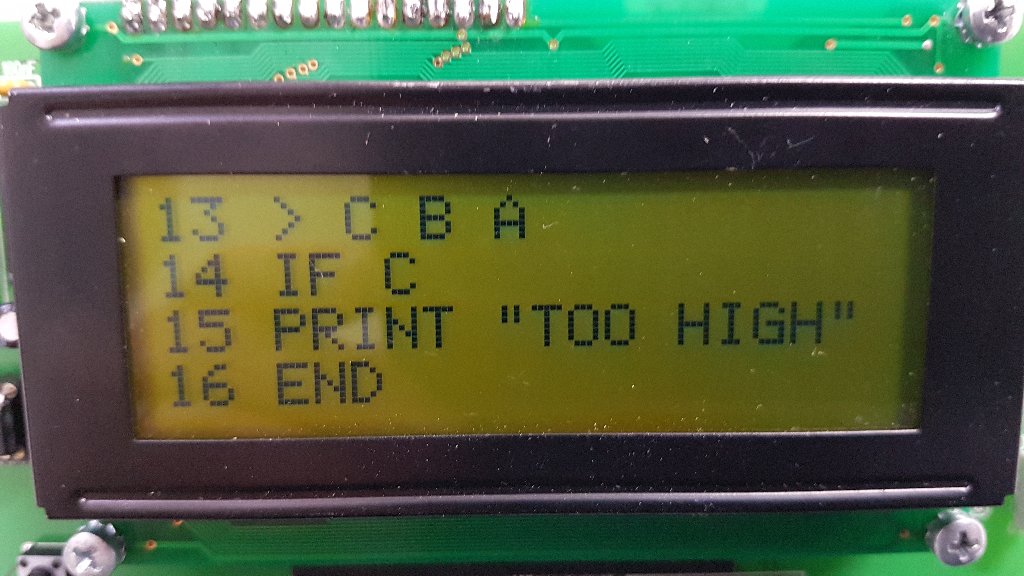 13 > C B A
14 IF C
15 PRINT "TOO HIGH"
16 END